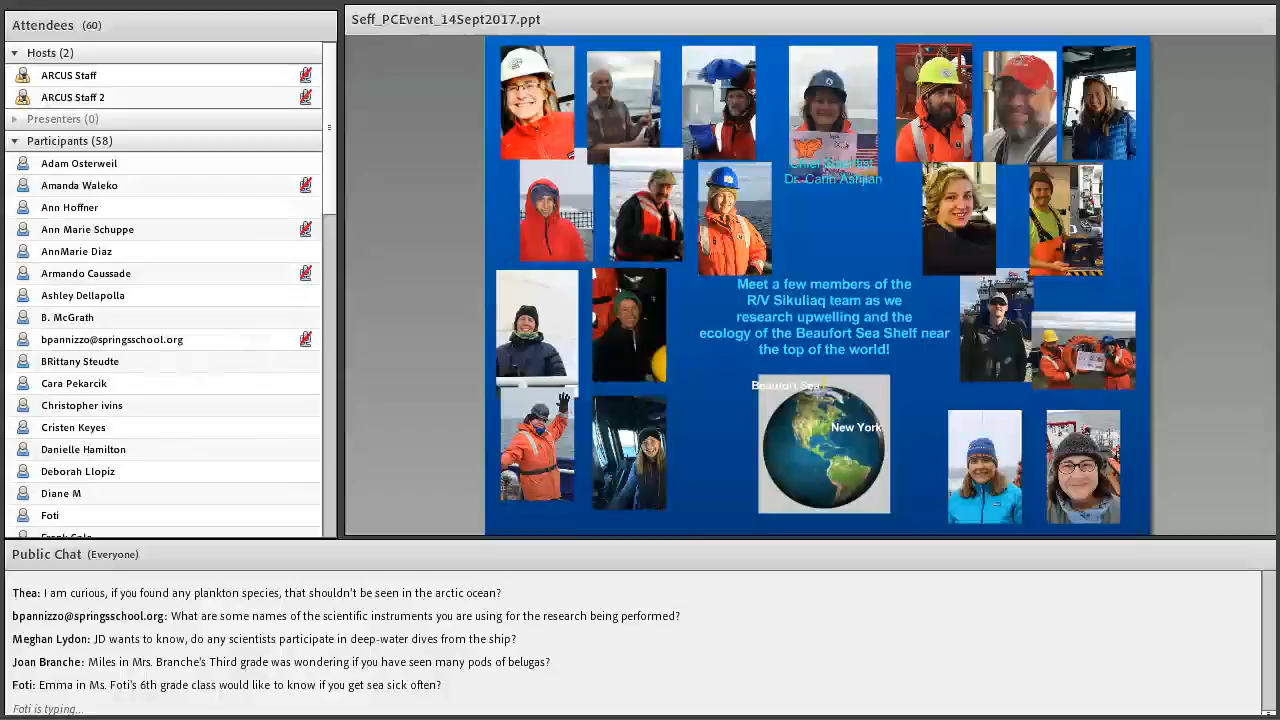 Attendees (60)
Hosts (2)
ARCUS Staff
ARCUS Staff 2
Presenters (0)
Participants (58)
Adam Osterweil
Amanda Waleko
Ann Hoffner
Ann Marie Schuppe
AnnMarie Diaz
Armando Caussade
Ashley Dellapolla
B. McGrath
bpannizzo@springsschool.org
BRittany Steudte
Cara Pekarcik
Christopher ivins
Cristen Keyes
Danielle Hamilton
Deborah Llopiz
Diane M
Foti
Seff_PCEvent_14Sept2017.ppt
Chief Scientist
Dr. Carin Ashjian
Meet a few members of the
R/V Sikuliaq team as we
research upwelling and the
ecology of the Beaufort Sea Shelf near
the top of the world!
Beaufort Sea
New York
Public Chat (Everyone)
Thea: I am curious, if you found any plankton species, that shouldn't be seen in the arctic ocean?
bpannizzo@springsschool.org: What are some names of the scientific instruments you are using for the research being performed?
Meghan Lydon: JD wants to know, do any scientists participate in deep-water dives from the ship?
Joan Branche: Miles in Mrs. Branche's Third grade was wondering if you have seen many pods of belugas?
Foti: Emma in Ms. Foti's 6th grade class would like to know if you get sea sick often?
Foti is typing...